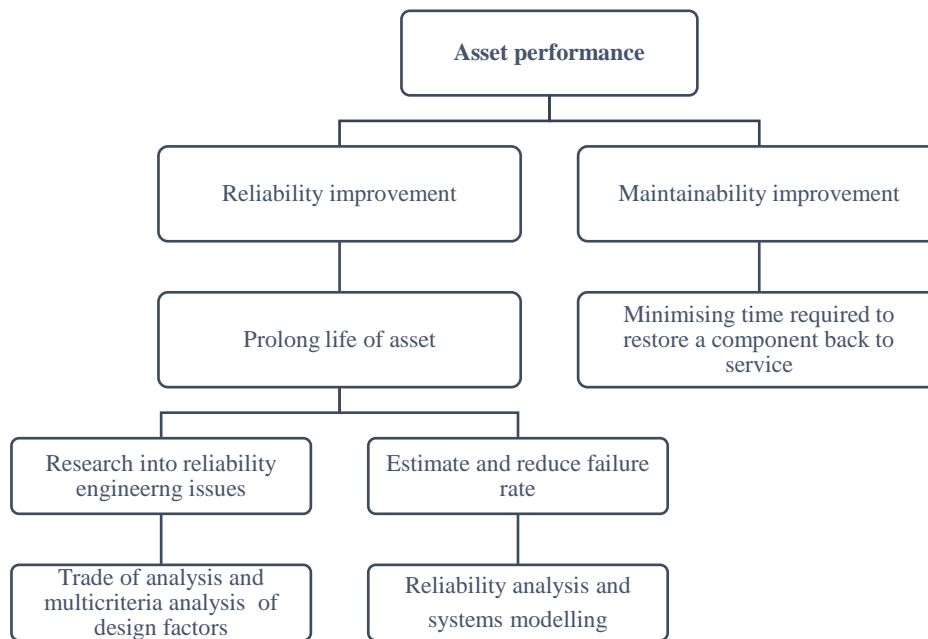 Asset performance
Reliability improvement
Maintainability improvement
Prolong life of asset
Minimising time required to
restore a component back to
service
Research into reliability
engineerng issues
Estimate and reduce failure
rate
Trade of analysis and
multicriteria analysis of
design factors
Reliability analysis and
systems modelling